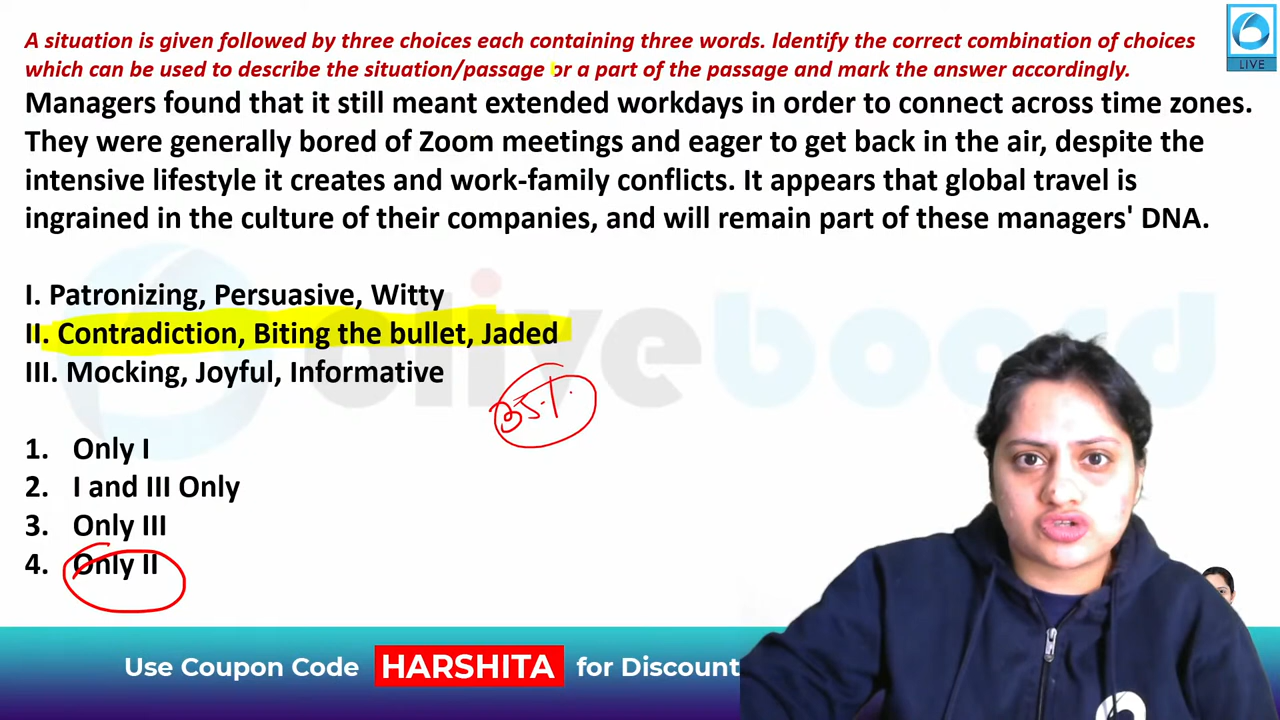 A situation is given followed by three choices each containing three words. Identify the correct combination of choices
which can be used to describe the situation/passage or a part of the passage and mark the answer accordingly.
LIVE
Managers found that it still meant extended workdays in order to connect across time zones.
They were generally bored of Zoom meetings and eager to get back in the air, despite the
intensive lifestyle it creates and work-family conflicts. It appears that global travel is
ingrained in the culture of their companies, and will remain part of these managers' DNA.
oliveboard
I. Patronizing, Persuasive, Witty
II. Contradiction, Biting the bullet, Jaded
III. Mocking, Joyful, Informative
1. Only I
2. I and III Only
3. Only III
4. Only II
Use Coupon Code HARSHITA for Discount